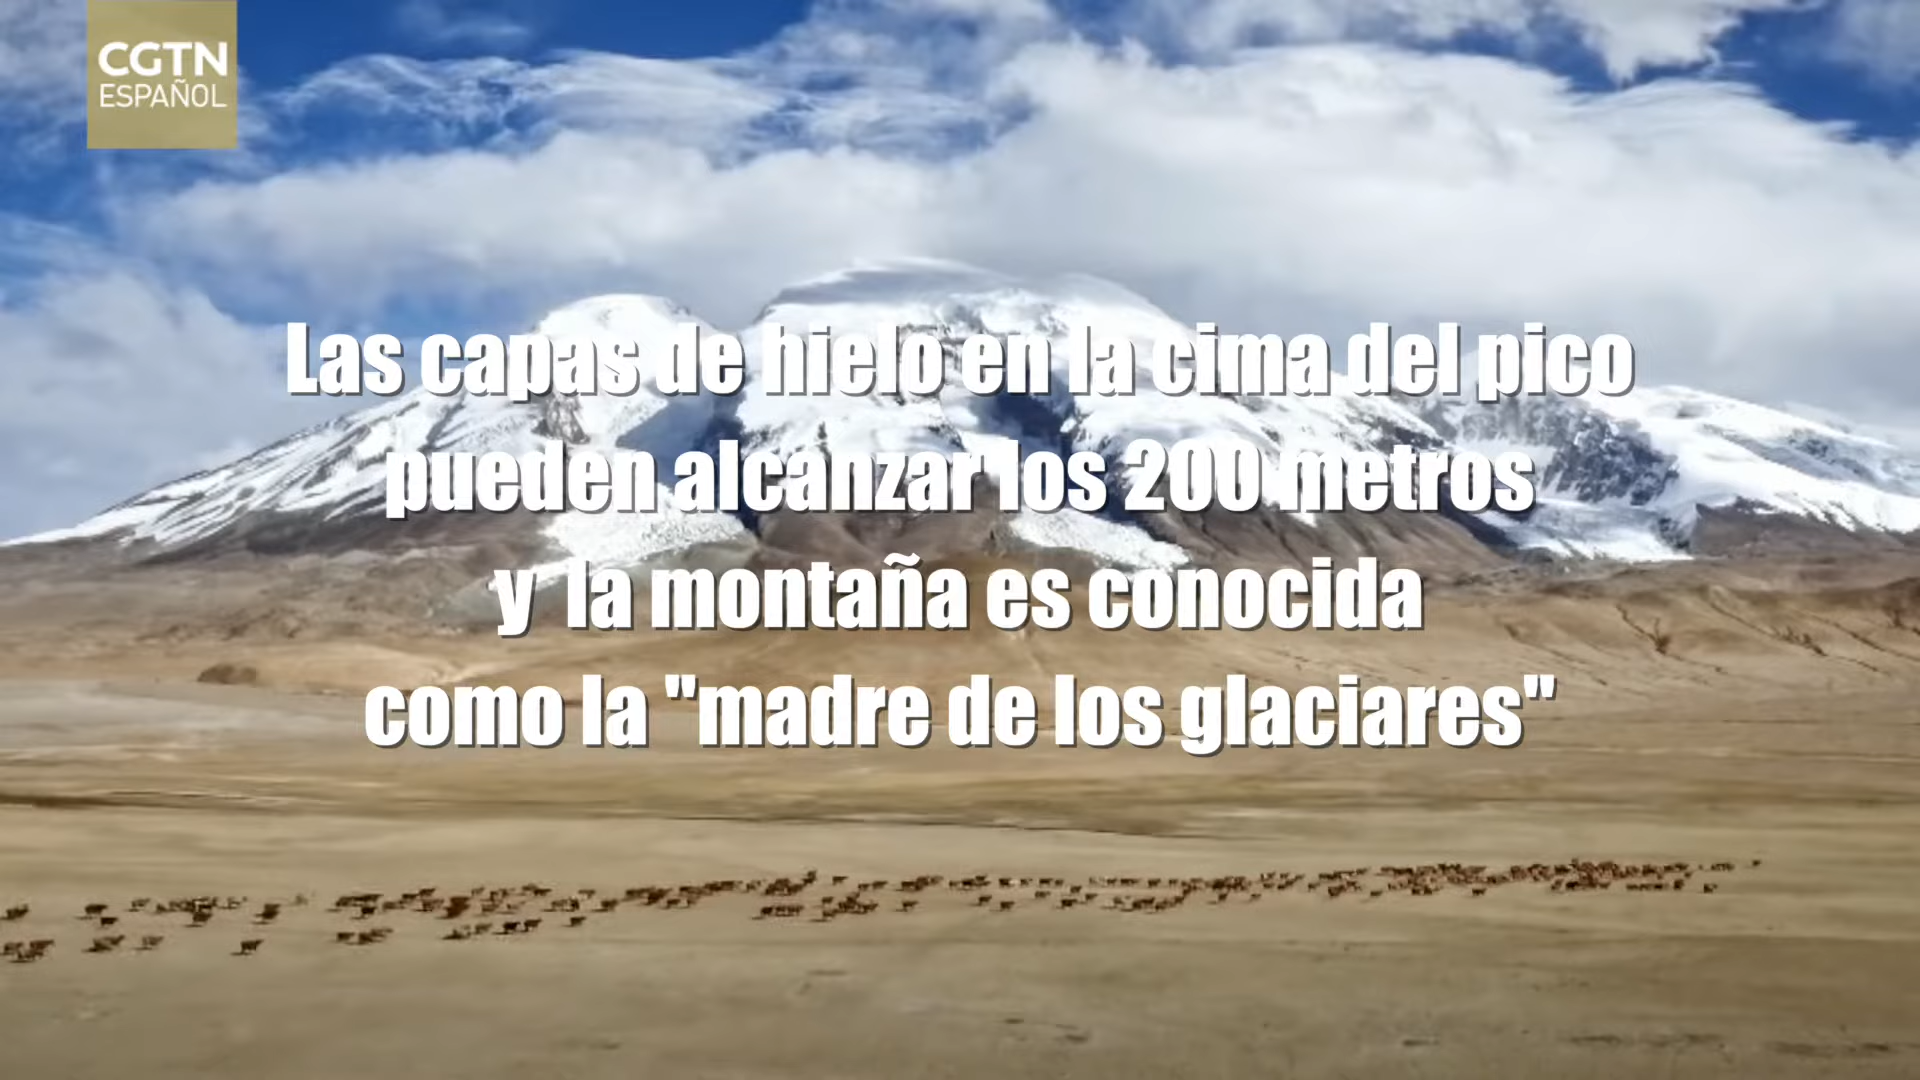 CGTN
ESPAÑOL
Las capas de hielo en la cima del pico
pueden alcanzar los 200 metros
y la montaña es conocida
como la "madre de los glaciares"